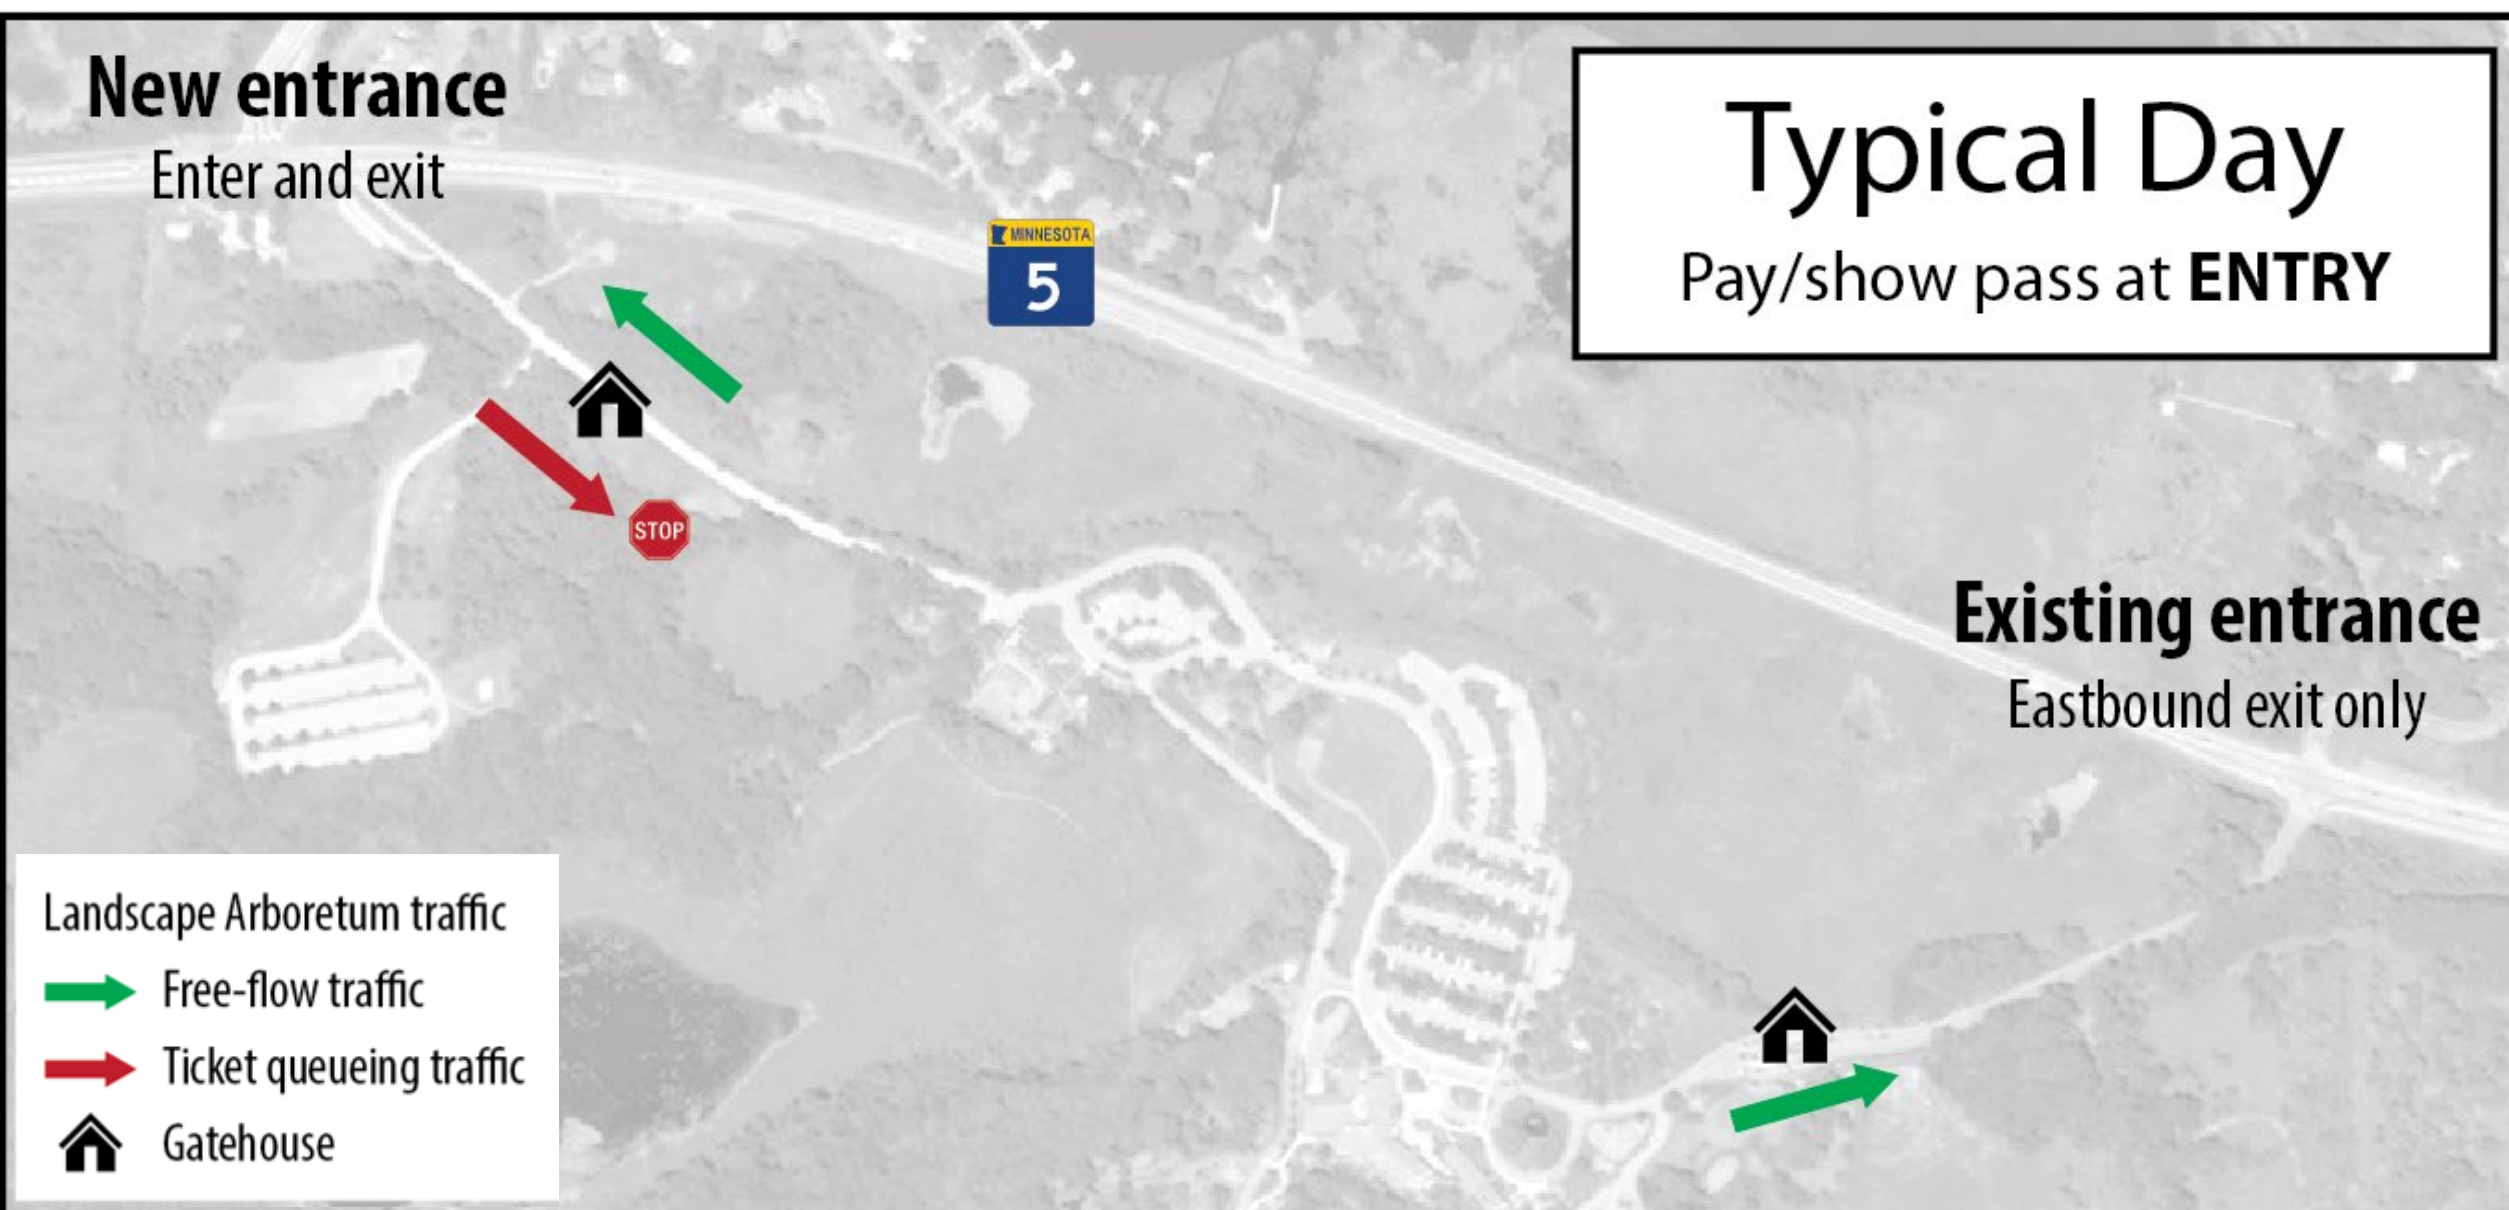 New entrance
Enter and exit
Typical Day
Pay/show pass at ENTRY
MINNESOTA
5
STOP
Existing entrance
Eastbound exit only
Landscape Arboretum traffic
Free-flow traffic
Ticket queueing traffic
Gatehouse